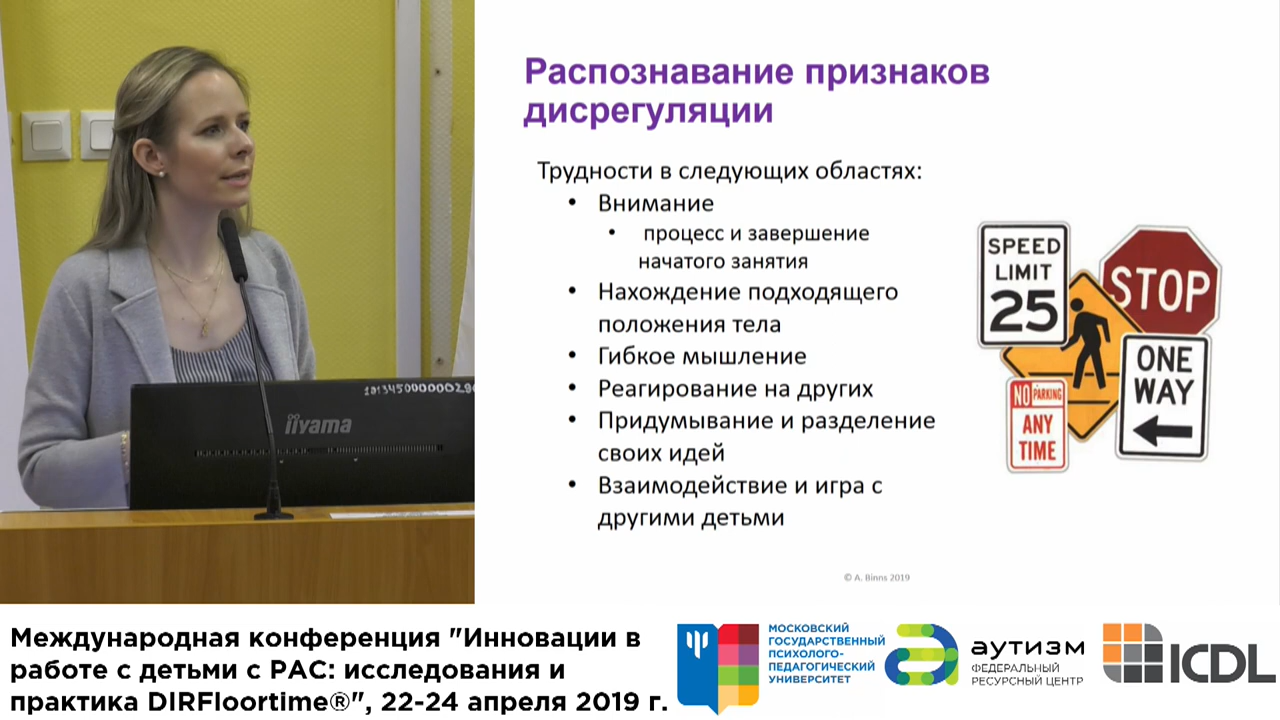 Распознавание признаков
дисрегуляции
Трудности в следующих областях:
• Внимание
• процесс и завершение
начатого занятия
• Нахождение подходящего
положения тела
• Гибкое мышление
• Реагирование на других
• Придумывание и разделение
своих идей
• Взаимодействие и игра с
другими детьми
SPEED
LIMIT
25
STOP
ONE
WAY
NO PARKING
ANY
TIME
© A. Binns 2019
iiyama
Международная конференция "Инновации в
работе с детьми с РАС: исследования и
практика DIRFloortime®", 22-24 апреля 2019 г.
МОСКОВСКИЙ
ГОСУДАРСТВЕННЫЙ
ПСИХОЛОГО-
ПЕДАГОГИЧЕСКИЙ
УНИВЕРСИТЕТ
аутизм
ФЕДЕРАЛЬНЫЙ
РЕСУРСНЫЙ ЦЕНТР
ICDL